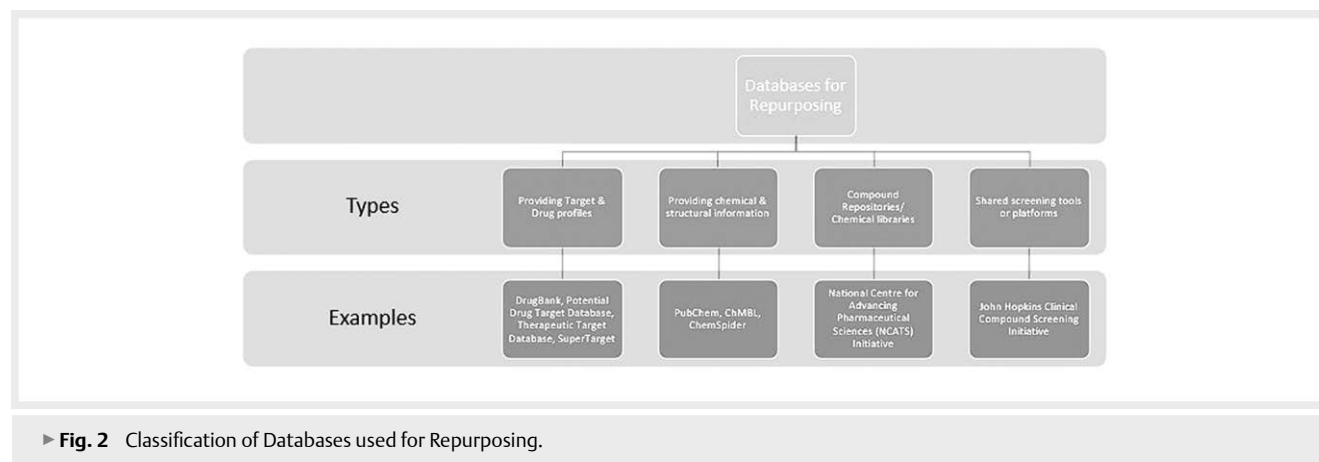 Databases for
Repurposing
Types
Providing Target &
Drug profiles
Providing chemical &
structural information
Compound
Repositories/
Chemical libraries
Shared screening tools
or platforms
Examples
DrugBank, Potential
Drug Target Database,
Therapeutic Target
Database, SuperTarget
PubChem, ChMBL,
ChemSpider
National Centre for
Advancing
Pharmaceutical
Sciences (NCATS)
Initiative
John Hopkins Clinical
Compound Screening
Initiative
▶ Fig. 2 Classification of Databases used for Repurposing.